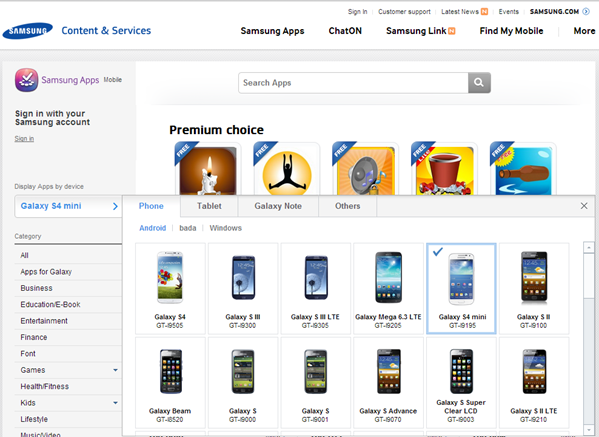 Sign In
Customer support
Latest News N
Events
SAMSUNG.COM
SAMSUNG
Content & Services
Samsung Apps
ChatON
Samsung Link N
Find My Mobile
More
Samsung Apps Mobile
Search Apps
Sign in with your
Samsung account
Sign in
Premium choice
FREE
FREE
FREE
FREE
FREE
Display Apps by device
Galaxy S4 mini
Category
All
Apps for Galaxy
Business
Education/E-Book
Entertainment
Finance
Font
Games
Health/Fitness
Kids
Lifestyle
Music/Video
Phone
Tablet
Galaxy Note
Others
Android
bada
Windows
Galaxy S4
GT-I9505
Galaxy S III
GT-I9300
Galaxy S III LTE
GT-I9305
Galaxy Mega 6.3 LTE
GT-I9205
Galaxy S4 mini
GT-I9195
Galaxy S II
GT-I9100
Galaxy Beam
GT-I8520
Galaxy S
GT-I9000
Galaxy S
GT-I9001
Galaxy S Advance
GT-I9070
Galaxy S Super
Clear LCD
GT-I9003
Galaxy S II LTE
GT-I9210